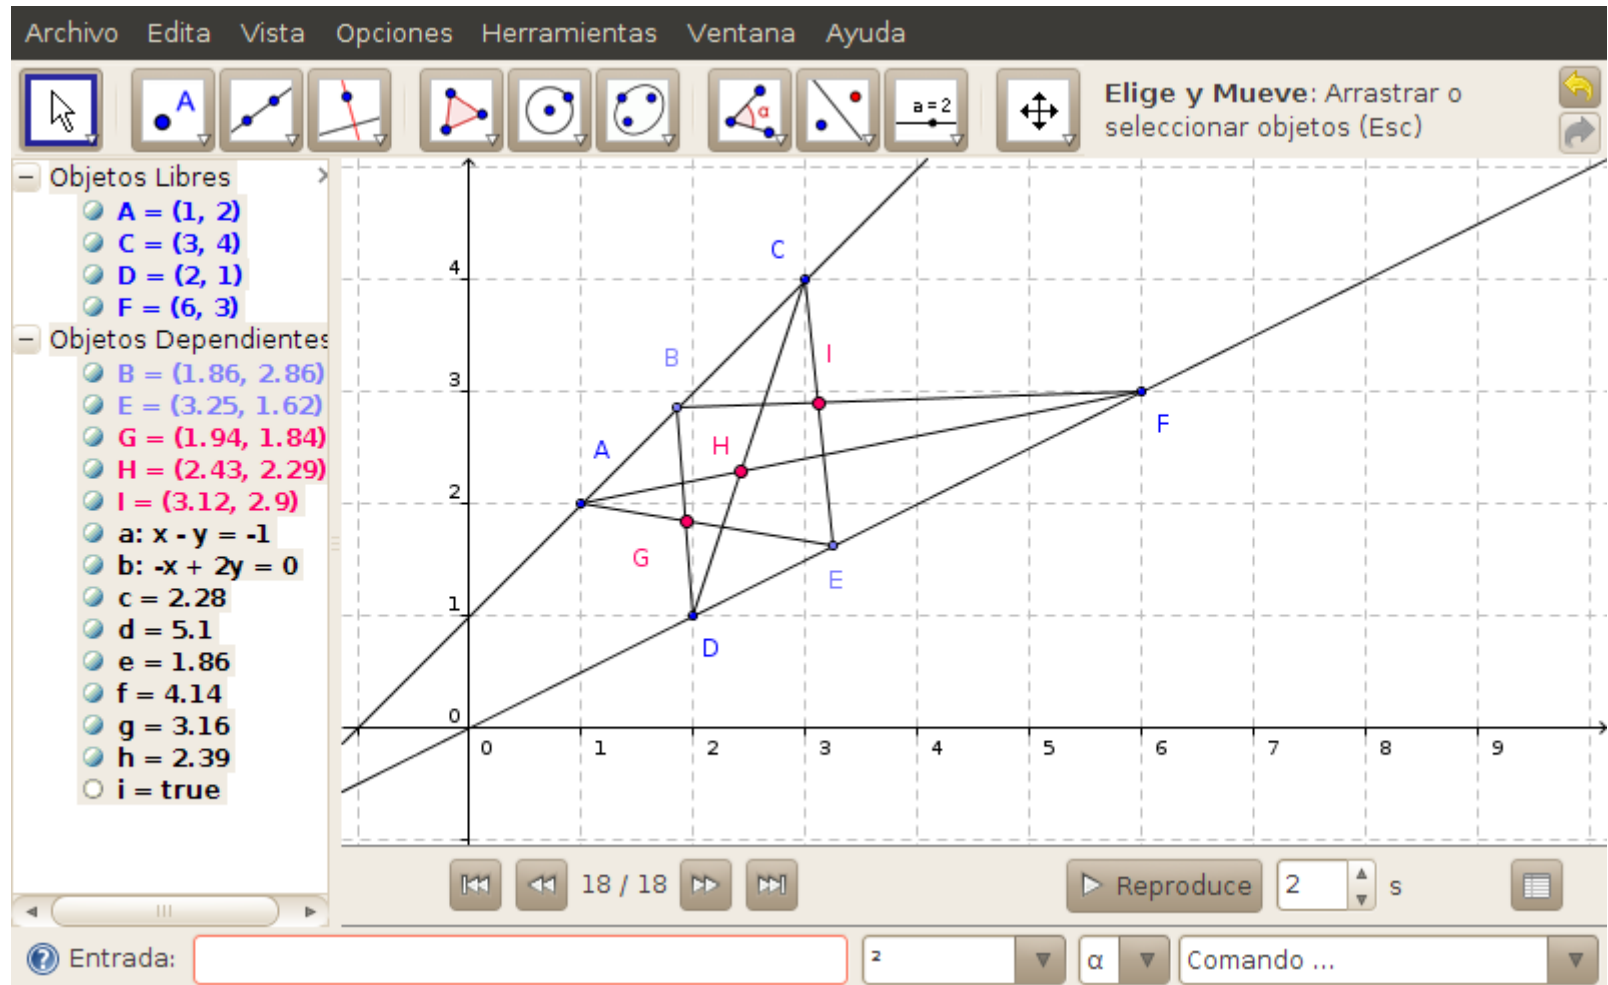 Archivo Edita Vista Opciones Herramientas Ventana Ayuda
A
α
a=2
Elige y Mueve: Arrastrar o
seleccionar objetos (Esc)
Objetos Libres
A = (1, 2)
C = (3, 4)
D = (2, 1)
F = (6, 3)
Objetos Dependientes
B = (1.86, 2.86)
E = (3.25, 1.62)
G = (1.94, 1.84)
H = (2.43, 2.29)
I = (3.12, 2.9)
a: x - y = -1
b: -x + 2y = 0
c = 2.28
d = 5.1
e = 1.86
f = 4.14
g = 3.16
h = 2.39
i = true
C
4
I
B
3
F
H
A
2
G
E
1
D
0
0 1 2 3 4 5 6 7 8 9
18 / 18
Reproduce 2 s
Entrada: ² α Comando ...